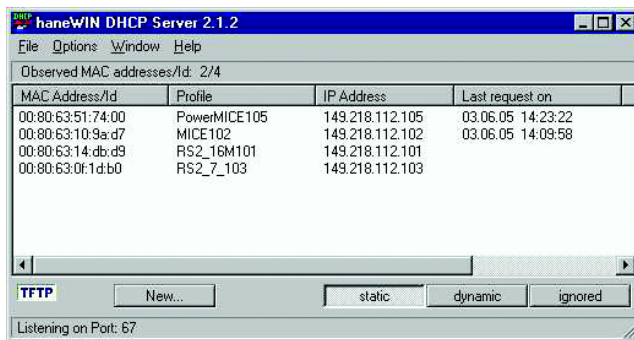 haneWIN DHCP Server 2.1.2
File Options Window Help
Observed MAC addresses/Id: 2/4
MAC Address/Id Profile IP Address Last request on
00:80:63:51:74:00 PowerMICE105 149.218.112.105 03.06.05 14:23:22
00:80:63:10:9a:d7 MICE102 149.218.112.102 03.06.05 14:09:58
00:80:63:14:db:d9 RS2_16M101 149.218.112.101
00:80:63:0f:1d:b0 RS2_7_103 149.218.112.103
TFTP New... static dynamic ignored
Listening on Port: 67